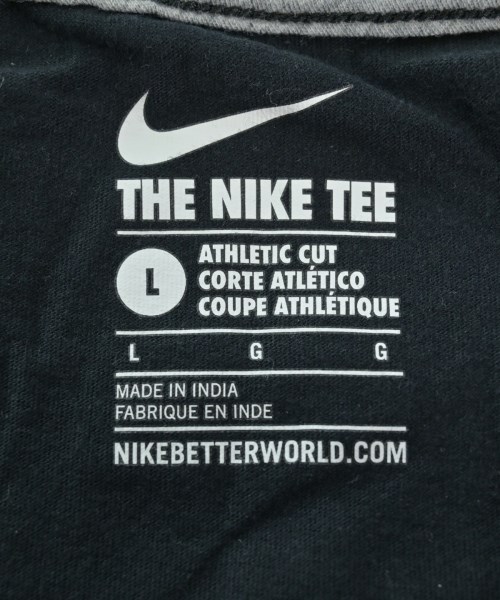 THE NIKE TEE
L
ATHLETIC CUT
CORTE ATLÉTICO
COUPE ATHLÉTIQUE
L G G
MADE IN INDIA
FABRIQUE EN INDE
NIKEBETTERWORLD.COM